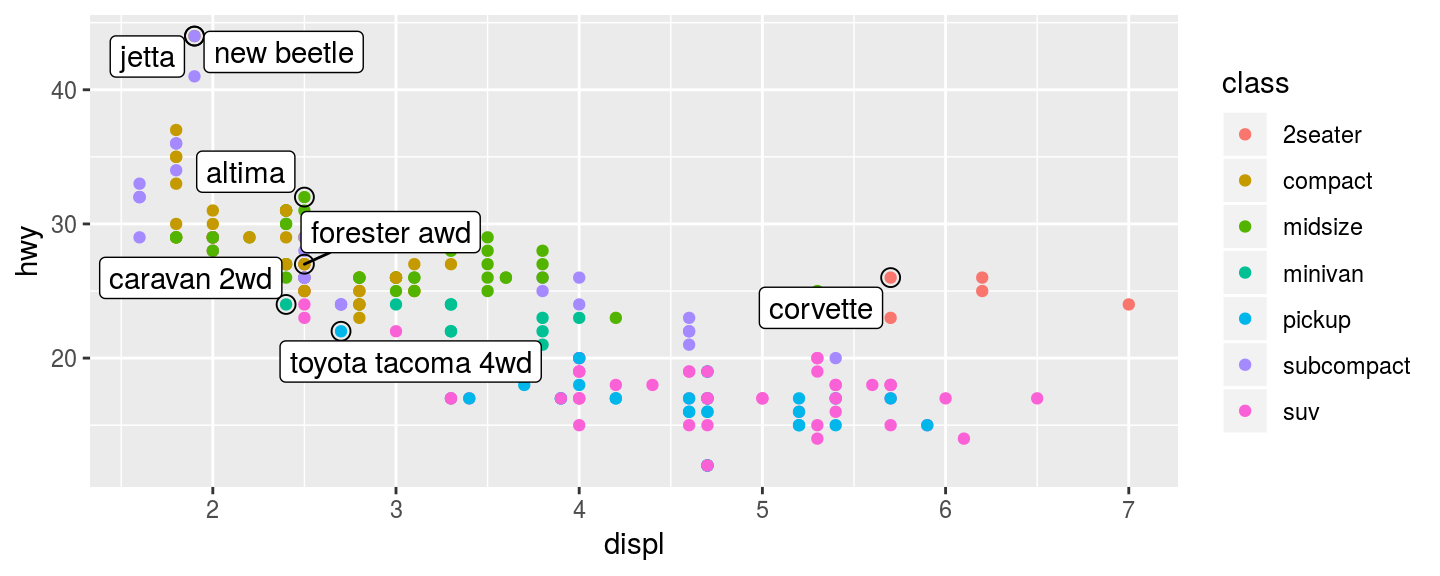 jetta
new beetle
altima
forester awd
caravan 2wd
corvette
toyota tacoma 4wd
hwy
40
30
20
2
3
4
5
6
7
displ
class
2seater
compact
midsize
minivan
pickup
subcompact
suv